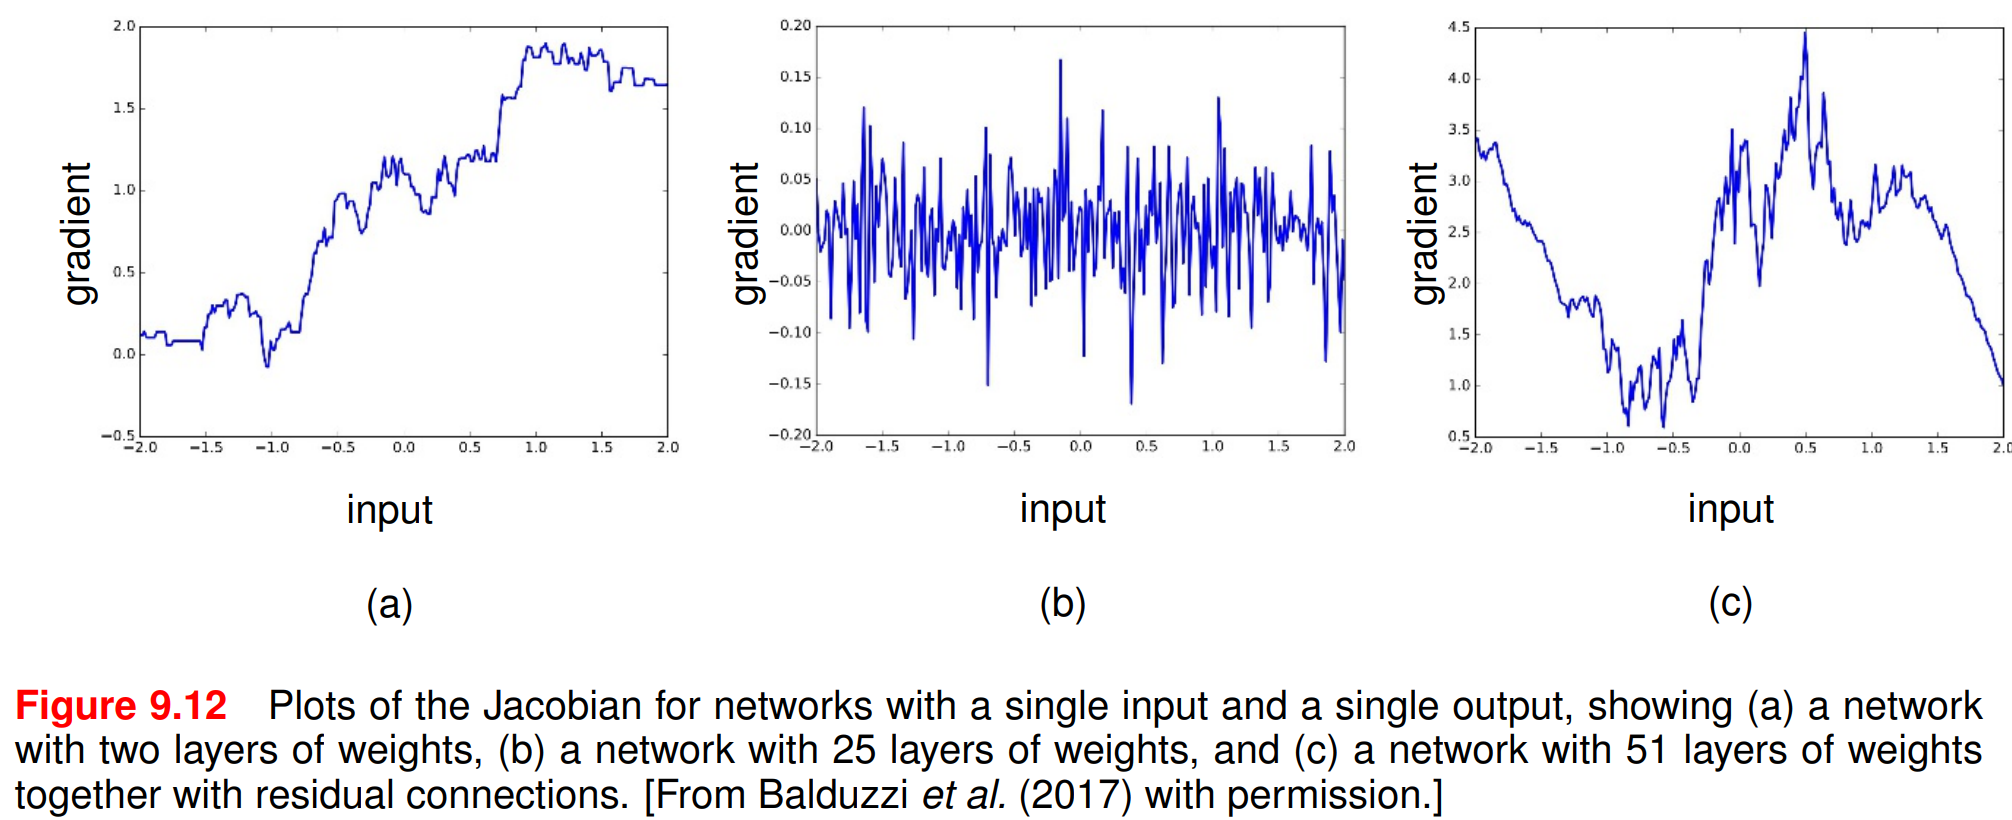 2.0
1.5
1.0
0.5
0.0
−0.5
−2.0 −1.5 −1.0 −0.5 0.0 0.5 1.0 1.5 2.0
gradient
input
(a)
0.20
0.15
0.10
0.05
0.00
−0.05
−0.10
−0.15
−0.20
−2.0 −1.5 −1.0 −0.5 0.0 0.5 1.0 1.5 2.0
gradient
input
(b)
4.5
4.0
3.5
3.0
2.5
2.0
1.5
1.0
0.5
−2.0 −1.5 −1.0 −0.5 0.0 0.5 1.0 1.5 2.0
gradient
input
(c)
Figure 9.12 Plots of the Jacobian for networks with a single input and a single output, showing (a) a network
with two layers of weights, (b) a network with 25 layers of weights, and (c) a network with 51 layers of weights
together with residual connections. [From Balduzzi et al. (2017) with permission.]